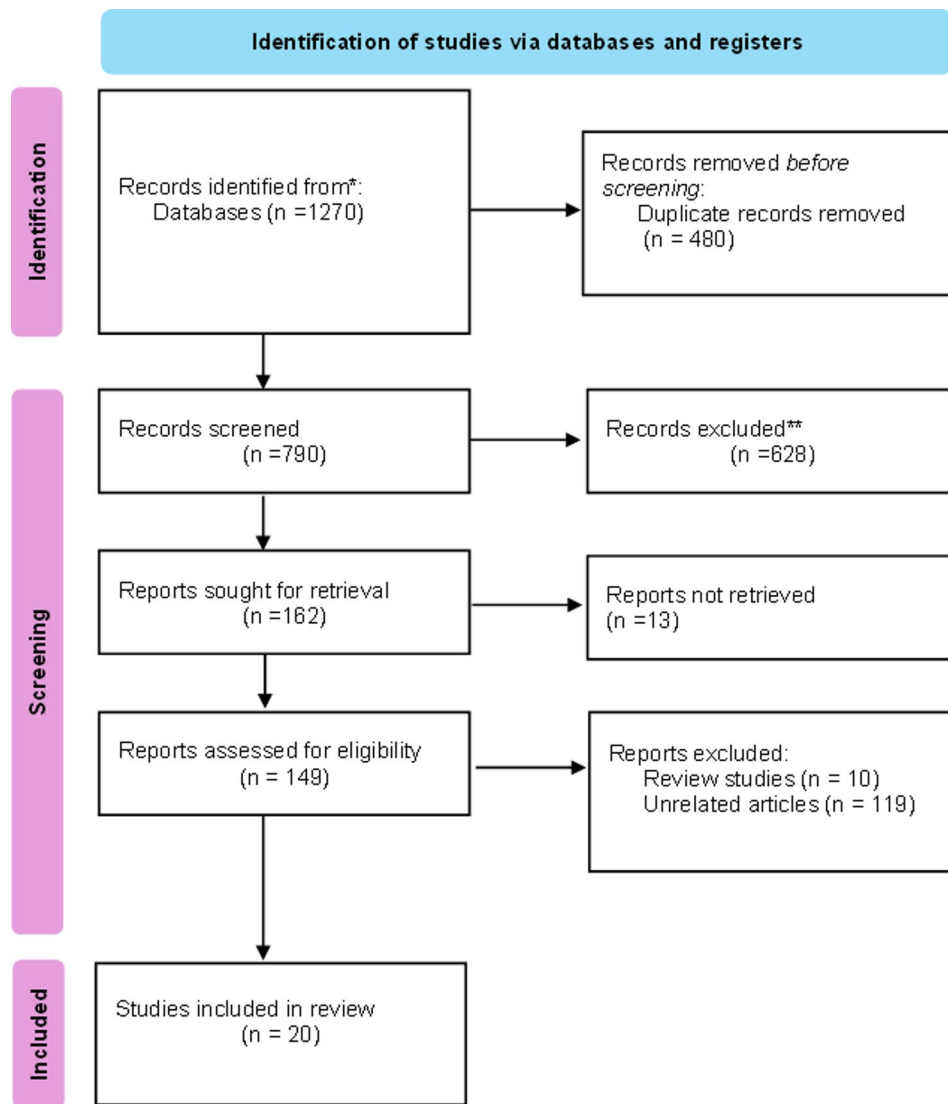 Identification of studies via databases and registers
Identification
Records identified from*:
Databases (n =1270)
Records removed before
screening:
Duplicate records removed
(n = 480)
Screening
Records screened
(n =790)
Records excluded**
(n =628)
Reports sought for retrieval
(n =162)
Reports not retrieved
(n =13)
Reports assessed for eligibility
(n = 149)
Reports excluded:
Review studies (n = 10)
Unrelated articles (n = 119)
Included
Studies included in review
(n = 20)